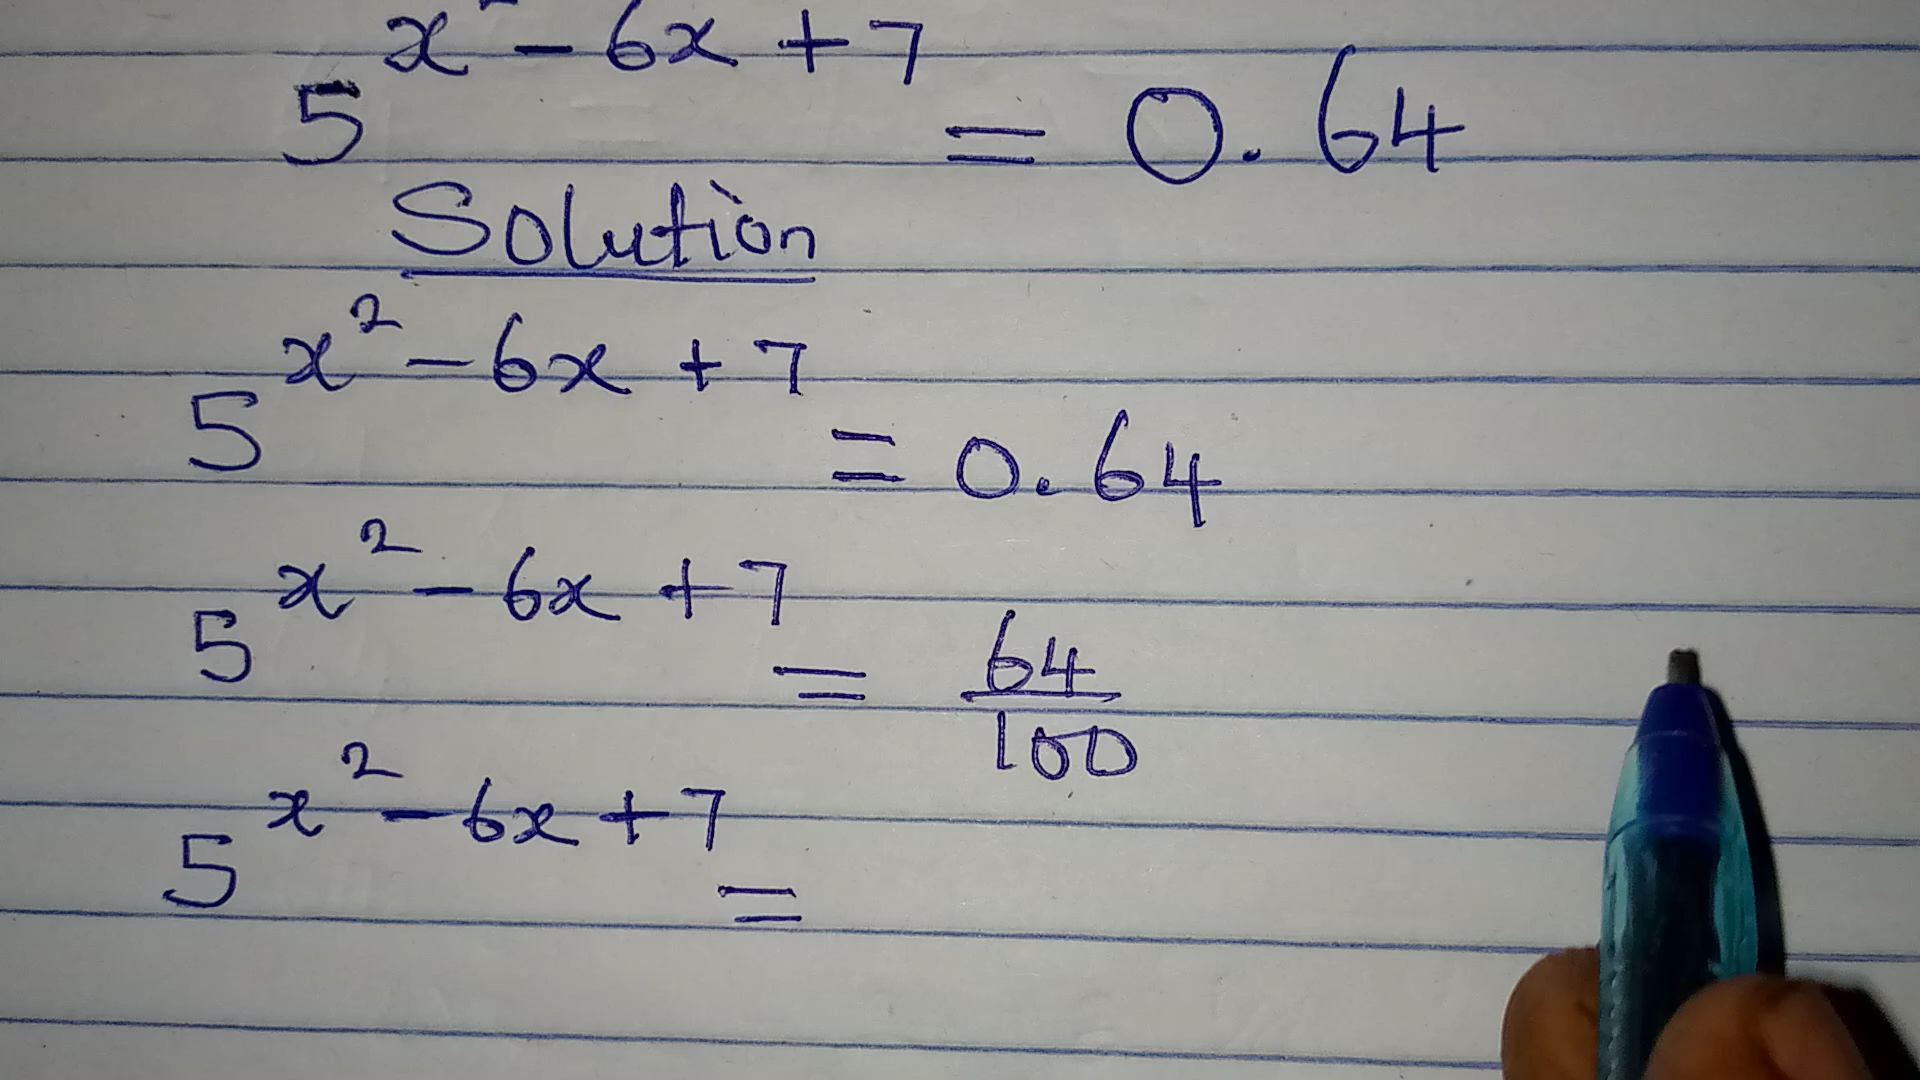 5^x² - 6x + 7 = 0.64
Solution
5^x² - 6x + 7 = 0.64
5^x² - 6x + 7 = 64/100
5^x² - 6x + 7 =